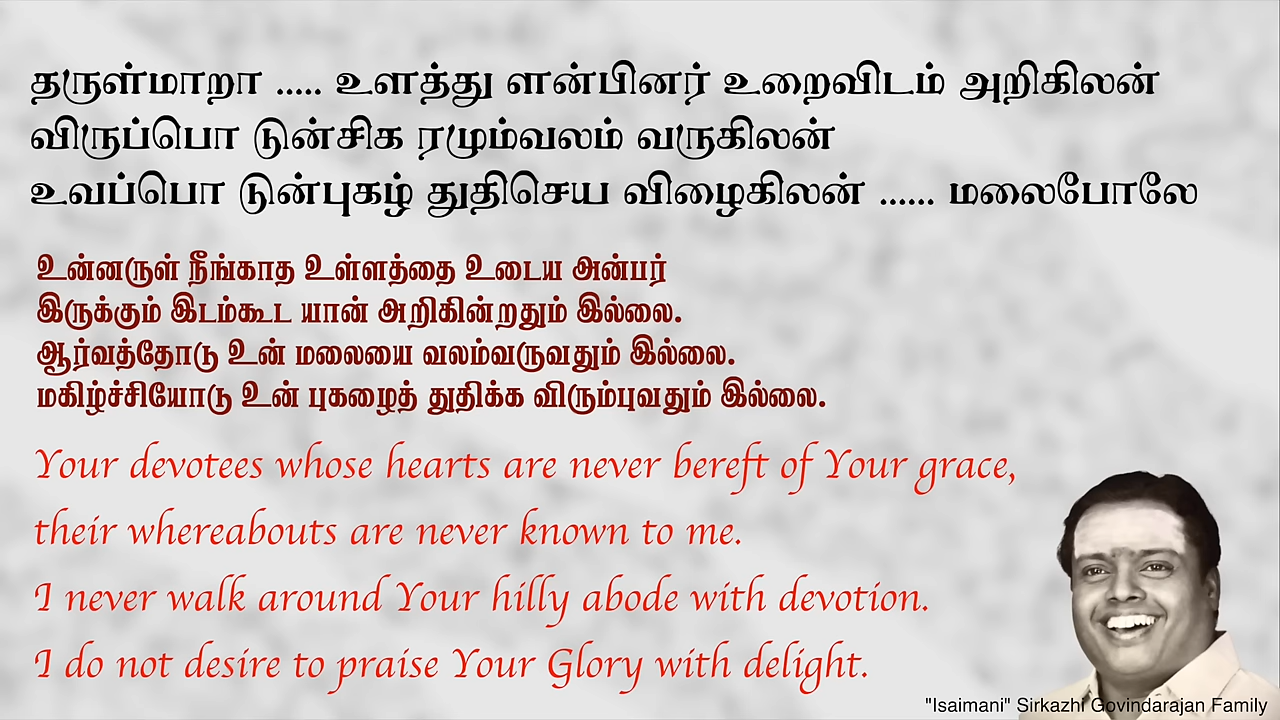 தருள்மாறா ..... உளத்து ளன்பினர் உறைவிடம் அறிகிலன்
விருப்பொ டுன்சிக ரமும்வலம் வருகிலன்
உவப்பொ டுன்புகழ் துதிசெய விழைகிலன் ...... மலைபோலே
உன்னருள் நீங்காத உள்ளத்தை உடைய அன்பர்
இருக்கும் இடம்கூட யான் அறிகின்றதும் இல்லை.
ஆர்வத்தோடு உன் மலையை வலம்வருவதும் இல்லை.
மகிழ்ச்சியோடு உன் புகழைத் துதிக்க விரும்புவதும் இல்லை.
Your devotees whose hearts are never bereft of Your grace,
their whereabouts are never known to me.
I never walk around Your hilly abode with devotion.
I do not desire to praise Your Glory with delight.
"Isaimani" Sirkazhi Govindarajan Family